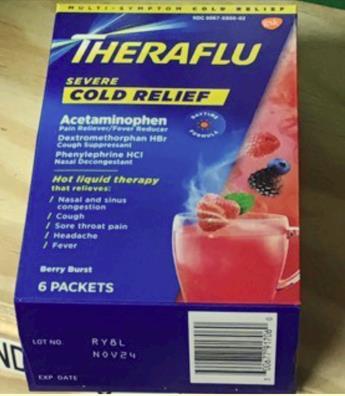 MULTI-SYMPTOM COLD RELIEF
gsk
THERAFLU
SEVERE
COLD RELIEF
Acetaminophen
Pain Reliever/Fever Reducer
Dextromethorphan HBr
Cough Suppressant
Phenylephrine HCl
Nasal Decongestant
DAYTIME
FORMULA
Hot liquid therapy
that relieves:
/ Nasal and sinus
congestion
/ Cough
/ Sore throat pain
/ Headache
/ Fever
Berry Burst
6 PACKETS
LOT NO. RY8L
NOV24
EXP DATE